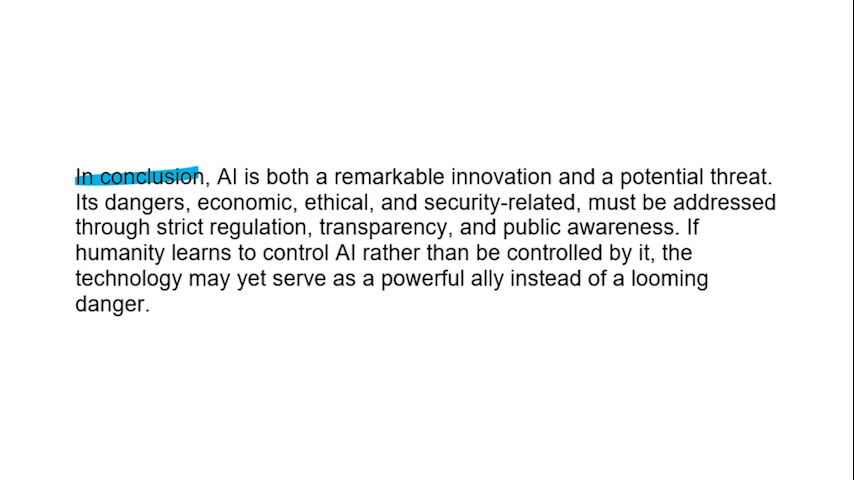 In conclusion, AI is both a remarkable innovation and a potential threat.
Its dangers, economic, ethical, and security-related, must be addressed
through strict regulation, transparency, and public awareness. If
humanity learns to control AI rather than be controlled by it, the
technology may yet serve as a powerful ally instead of a looming
danger.